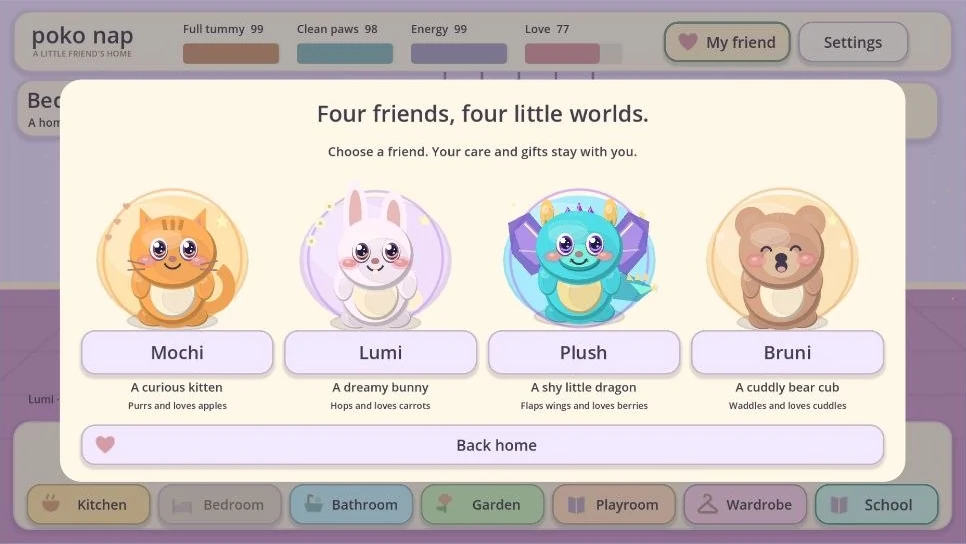 poko nap
A LITTLE FRIEND'S HOME
Full tummy 99
Clean paws 98
Energy 99
Love 77
My friend
Settings
Four friends, four little worlds.
Choose a friend. Your care and gifts stay with you.
Mochi
Lumi
Plush
Bruni
A curious kitten
A dreamy bunny
A shy little dragon
A cuddly bear cub
Purrs and loves apples
Hops and loves carrots
Flaps wings and loves berries
Waddles and loves cuddles
Lumi
Back home
Kitchen
Bedroom
Bathroom
Garden
Playroom
Wardrobe
School